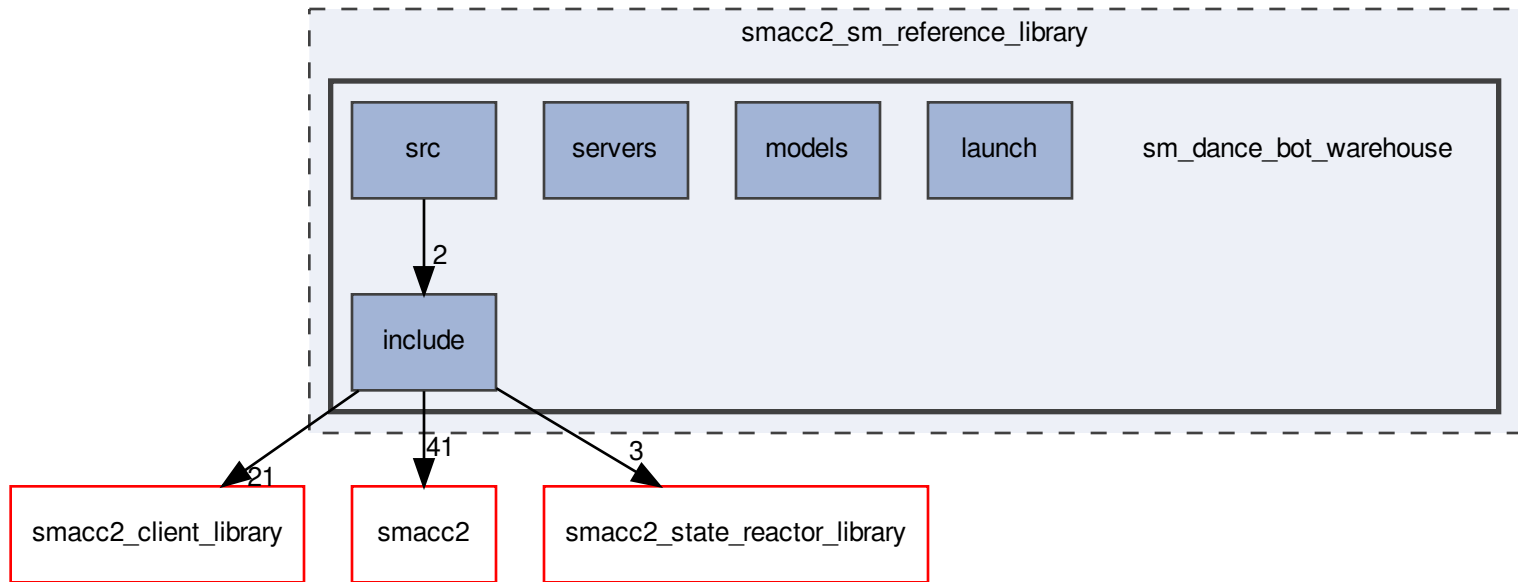 smacc2_sm_reference_library
src
servers
models
launch
sm_dance_bot_warehouse
2
include
21
41
3
smacc2_client_library
smacc2
smacc2_state_reactor_library